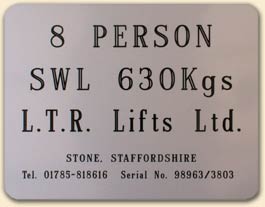 8 PERSON
SWL 630Kgs
L.T.R. Lifts Ltd.
STONE, STAFFORDSHIRE
Tel. 01785-818616 Serial No. 98963/3803